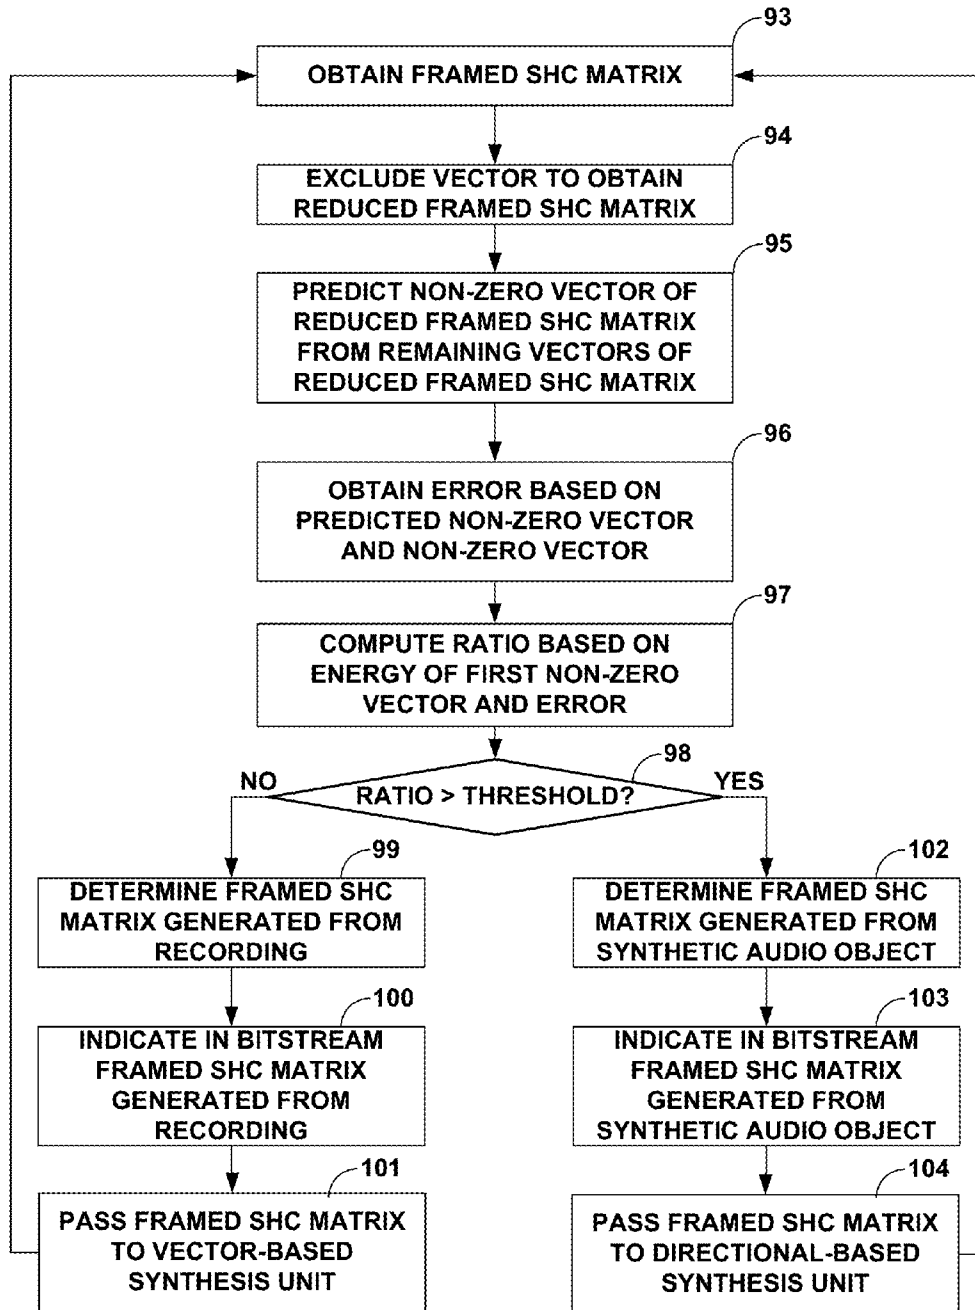 93
OBTAIN FRAMED SHC MATRIX
94
EXCLUDE VECTOR TO OBTAIN
REDUCED FRAMED SHC MATRIX
95
PREDICT NON-ZERO VECTOR OF
REDUCED FRAMED SHC MATRIX
FROM REMAINING VECTORS OF
REDUCED FRAMED SHC MATRIX
96
OBTAIN ERROR BASED ON
PREDICTED NON-ZERO VECTOR
AND NON-ZERO VECTOR
97
COMPUTE RATIO BASED ON
ENERGY OF FIRST NON-ZERO
VECTOR AND ERROR
98
NO
RATIO > THRESHOLD?
YES
99
DETERMINE FRAMED SHC
MATRIX GENERATED FROM
RECORDING
102
DETERMINE FRAMED SHC
MATRIX GENERATED FROM
SYNTHETIC AUDIO OBJECT
100
INDICATE IN BITSTREAM
FRAMED SHC MATRIX
GENERATED FROM
RECORDING
103
INDICATE IN BITSTREAM
FRAMED SHC MATRIX
GENERATED FROM
SYNTHETIC AUDIO OBJECT
101
PASS FRAMED SHC MATRIX
TO VECTOR-BASED
SYNTHESIS UNIT
104
PASS FRAMED SHC MATRIX
TO DIRECTIONAL-BASED
SYNTHESIS UNIT